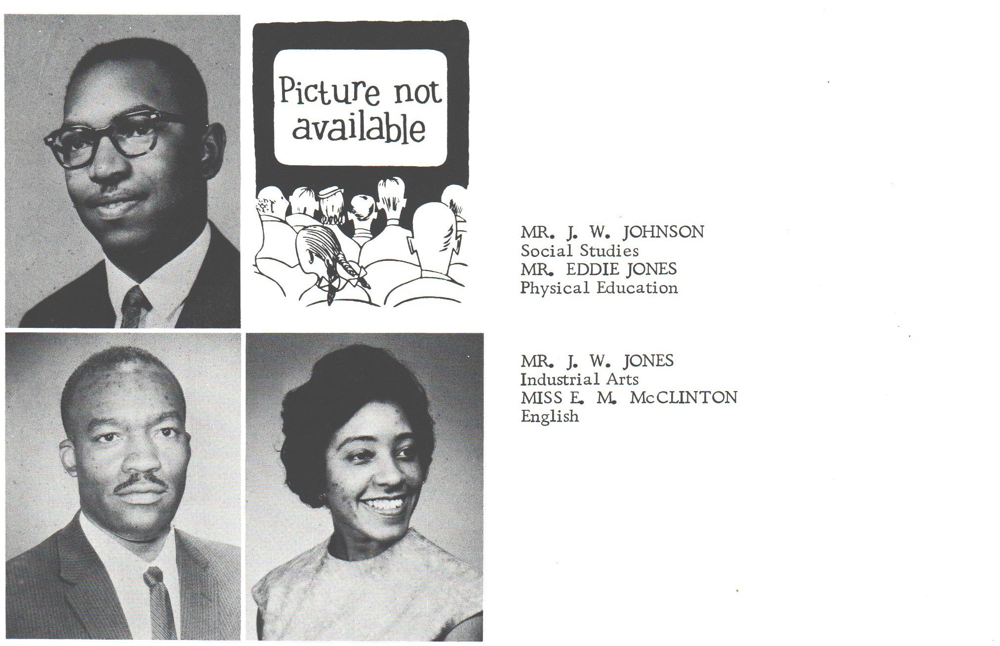 Picture not
available
MR. J. W. JOHNSON
Social Studies
MR. EDDIE JONES
Physical Education
MR. J. W. JONES
Industrial Arts
MISS E. M. McCLINTON
English